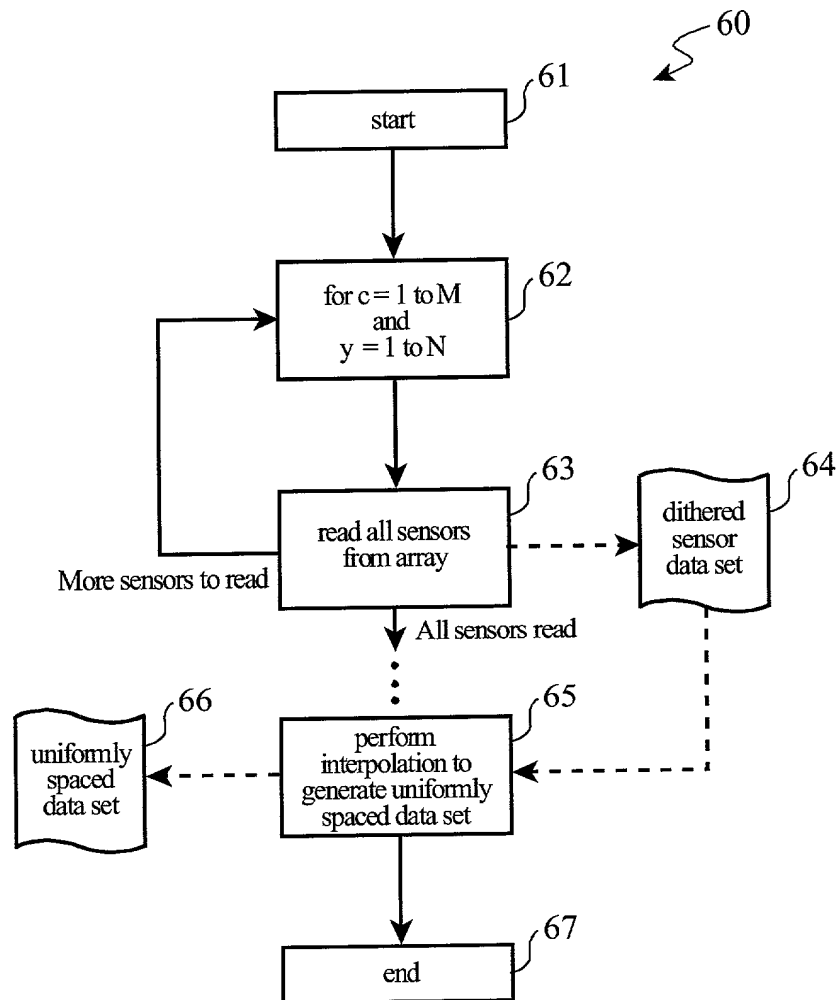 60
61
start
62
for c = 1 to M
and
y = 1 to N
63
read all sensors
from array
64
dithered
sensor
data set
More sensors to read
All sensors read
65
perform
interpolation to
generate uniformly
spaced data set
66
uniformly
spaced
data set
67
end